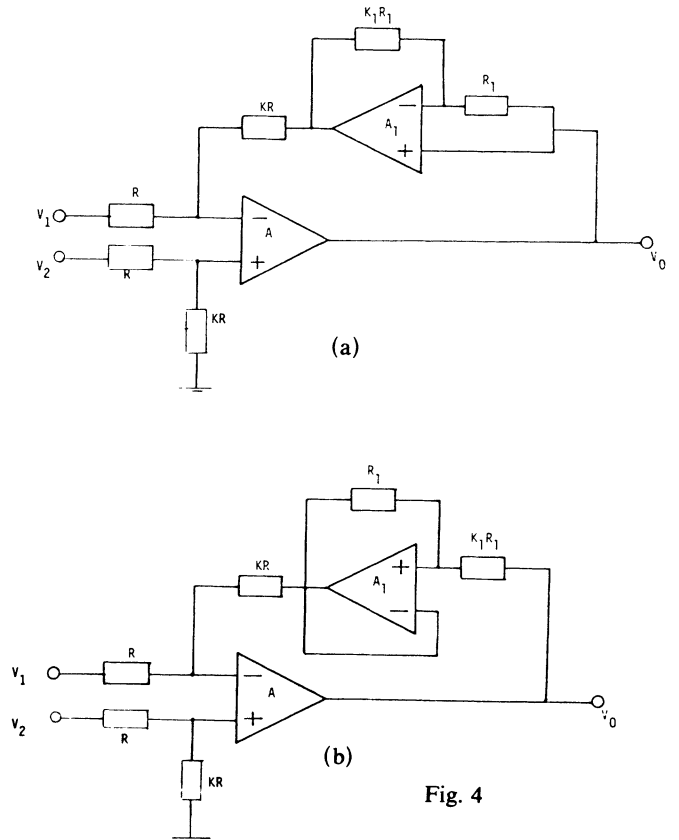 K1R1
R1
KR
A1
−
+
R
V1
−
A
V2
+
R
V0
KR
(a)
R1
K1R1
KR
+
A1
−
R
V1
−
A
V2
+
R
V0
KR
(b)
Fig. 4